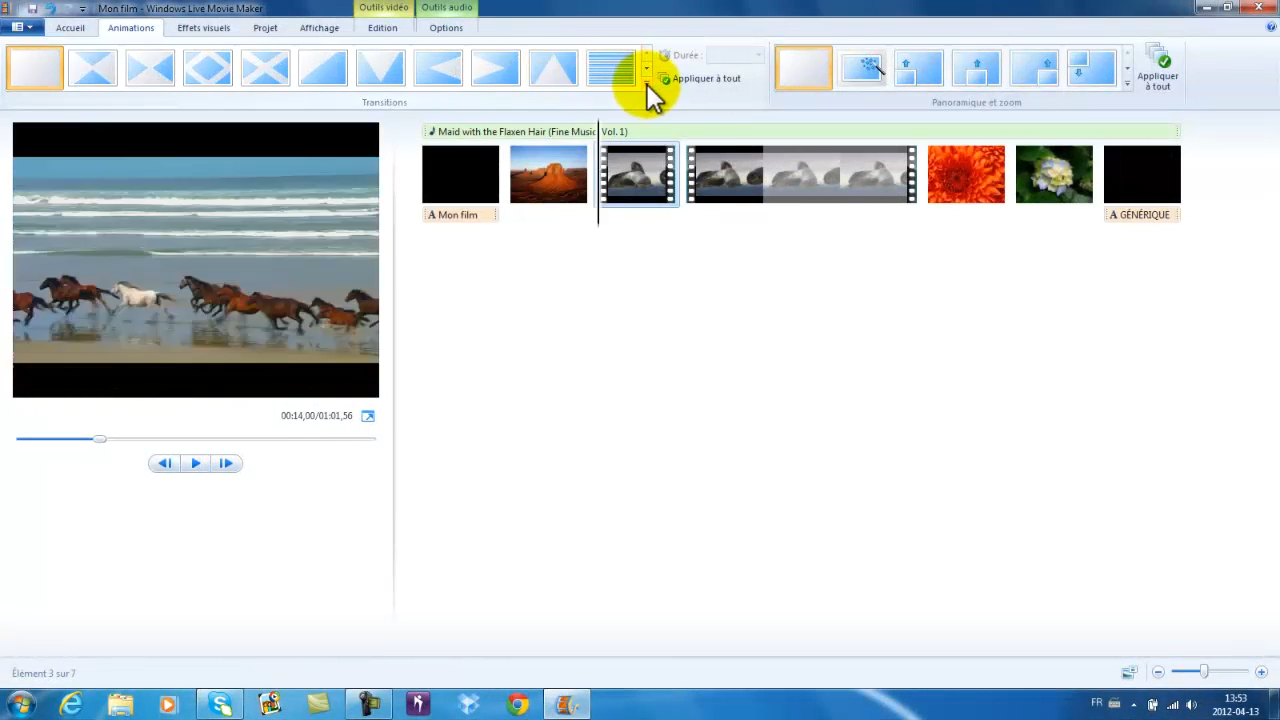 Mon film - Windows Live Movie Maker
Outils vidéo
Outils audio
Accueil
Animations
Effets visuels
Projet
Affichage
Edition
Options
Durée :
Appliquer à tout
Appliquer
à tout
Transitions
Panoramique et zoom
Maid with the Flaxen Hair (Fine Music Vol. 1)
A Mon film
A GÉNÉRIQUE
00:14,00/01:01,56
Élément 3 sur 7
FR
13:53
2012-04-13